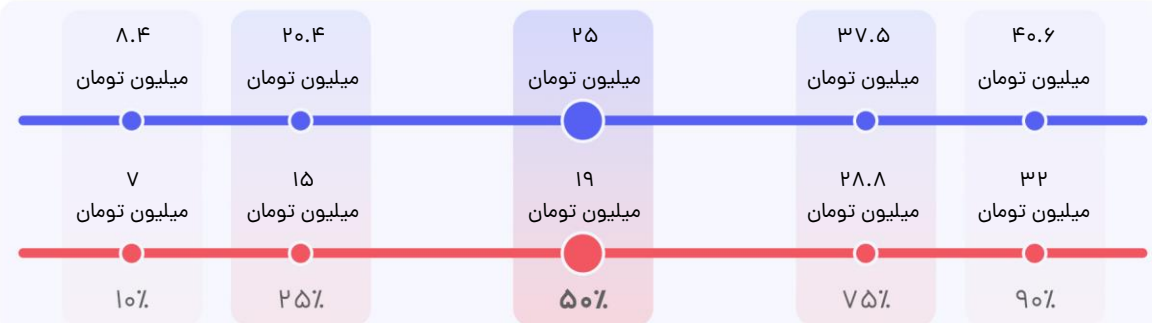 ۸.۴ ۲۰.۴ ۲۵ ۳۷.۵ ۴۰.۶
میلیون تومان میلیون تومان میلیون تومان میلیون تومان میلیون تومان
۷ ۱۵ ۱۹ ۲۸.۸ ۳۲
میلیون تومان میلیون تومان میلیون تومان میلیون تومان میلیون تومان
۱۰٪ ۲۵٪ ۵۰٪ ۷۵٪ ۹۰٪